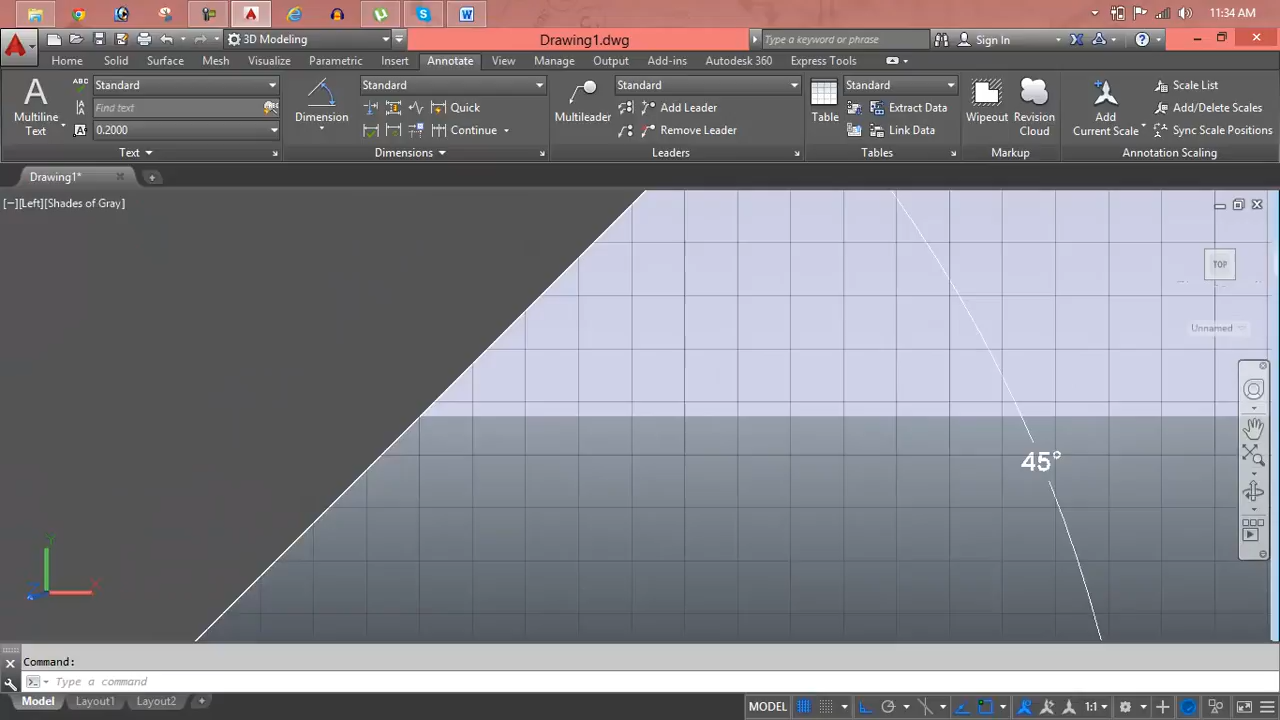 11:34 AM
3D Modeling
Drawing1.dwg
Type a keyword or phrase
Sign In
Home Solid Surface Mesh Visualize Parametric Insert Annotate View Manage Output Add-ins Autodesk 360 Express Tools
Multiline
Text
ABC
Standard
Find text
0.2000
Text
Dimension
Standard
Quick
Continue
Dimensions
Multileader
Standard
Add Leader
Remove Leader
Leaders
Table
Standard
Extract Data
Link Data
Tables
Wipeout
Revision
Cloud
Markup
Add
Current Scale
Scale List
Add/Delete Scales
Sync Scale Positions
Annotation Scaling
Drawing1*
[−][Left][Shades of Gray]
TOP
Unnamed
45°
Command:
Type a command
Model Layout1 Layout2
MODEL
1:1